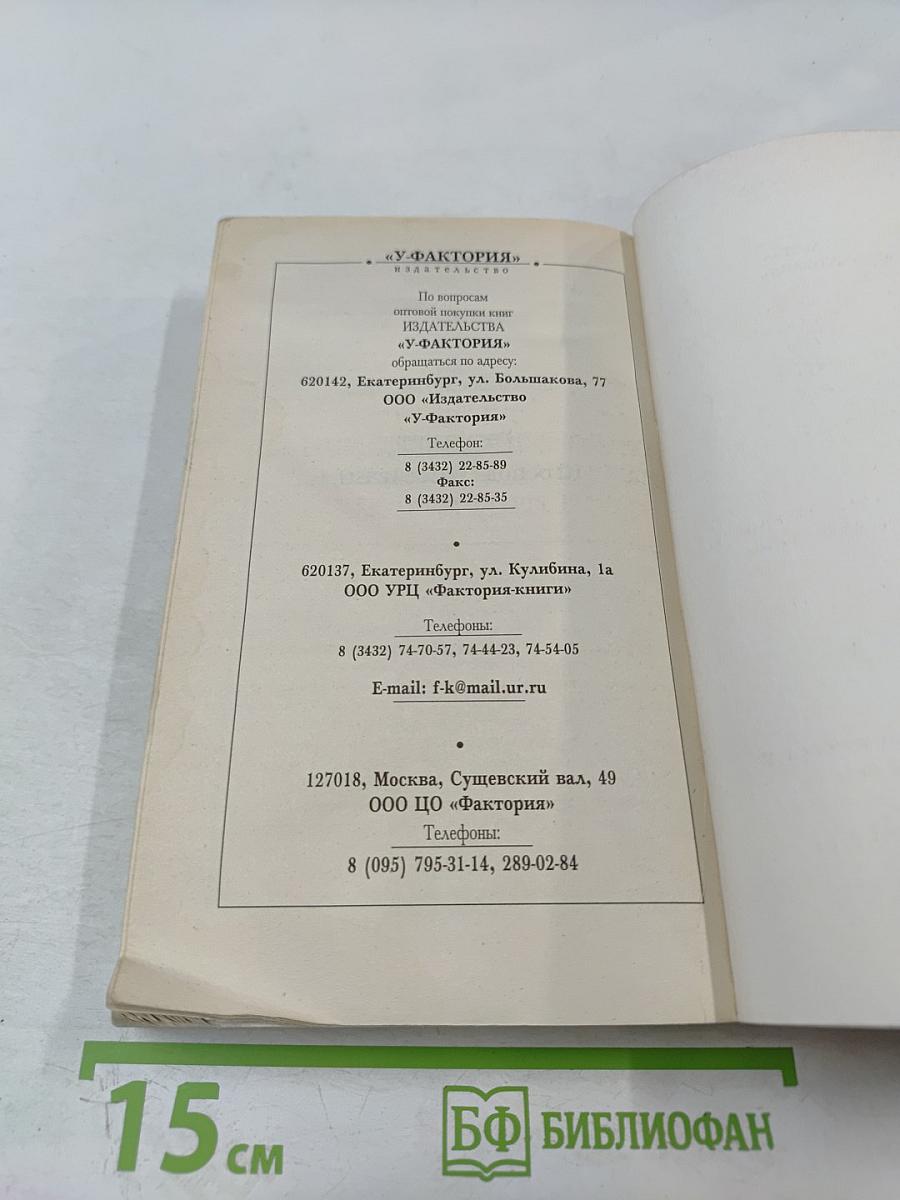 «У-ФАКТОРИЯ»
издательство
По вопросам
оптовой покупки книг
ИЗДАТЕЛЬСТВА
«У-ФАКТОРИЯ»
обращаться по адресу:
620142, Екатеринбург, ул. Большакова, 77
ООО «Издательство
«У-Фактория»
Телефон:
8 (3432) 22-85-89
Факс:
8 (3432) 22-85-35
620137, Екатеринбург, ул. Кулибина, 1а
ООО УРЦ «Фактория-книги»
Телефоны:
8 (3432) 74-70-57, 74-44-23, 74-54-05
E-mail: f-k@mail.ur.ru
127018, Москва, Сущевский вал, 49
ООО ЦО «Фактория»
Телефоны:
8 (095) 795-31-14, 289-02-84
15 см
БФ БИБЛИОФАН